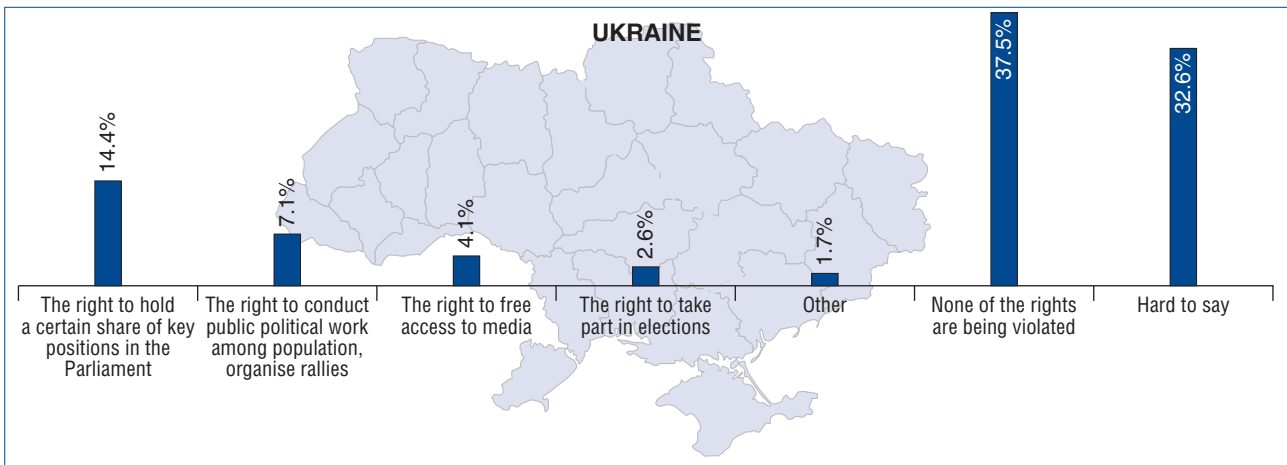 UKRAINE
14.4%
7.1%
4.1%
2.6%
1.7%
37.5%
32.6%
The right to hold
a certain share of key
positions in the
Parliament
The right to conduct
public political work
among population,
organise rallies
The right to free
access to media
The right to take
part in elections
Other
None of the rights
are being violated
Hard to say